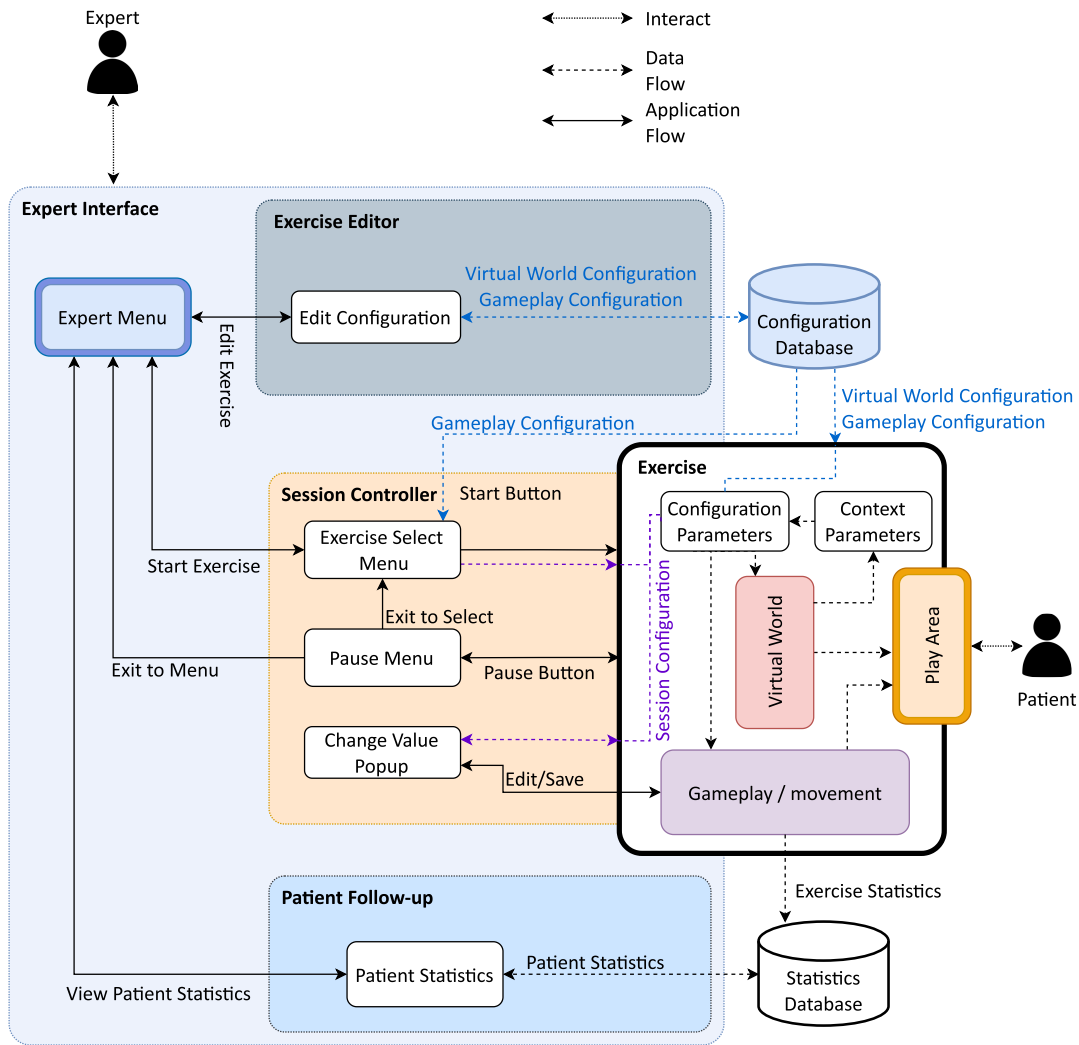 Expert
Interact
Data
Flow
Application
Flow
Expert Interface
Exercise Editor
Virtual World Configuration
Gameplay Configuration
Expert Menu
Edit Configuration
Edit Exercise
Configuration
Database
Virtual World Configuration
Gameplay Configuration
Gameplay Configuration
Exercise
Session Controller
Start Button
Configuration
Parameters
Context
Parameters
Exercise Select
Menu
Start Exercise
Exit to Select
Session Configuration
Virtual World
Play Area
Pause Menu
Exit to Menu
Pause Button
Patient
Change Value
Popup
Edit/Save
Gameplay / movement
Exercise Statistics
Patient Follow-up
Patient Statistics
Patient Statistics
View Patient Statistics
Statistics
Database